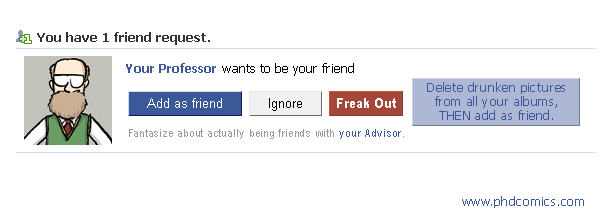 You have 1 friend request.
Your Professor wants to be your friend
Add as friend
Ignore
Freak Out
Delete drunken pictures
from all your albums,
THEN add as friend.
Fantasize about actually being friends with your Advisor.
www.phdcomics.com